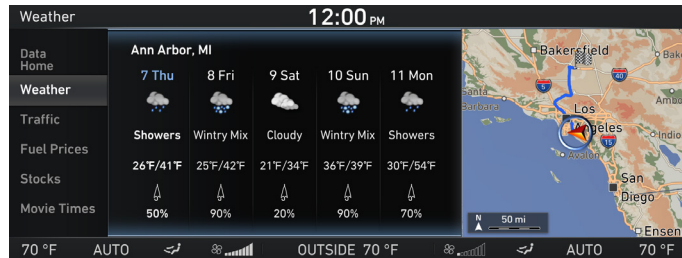 Weather
12:00 PM
Data
Home
Weather
Traffic
Fuel Prices
Stocks
Movie Times
Ann Arbor, MI
7 Thu 8 Fri 9 Sat 10 Sun 11 Mon
Showers Wintry Mix Cloudy Wintry Mix Showers
26°F/41°F 25°F/42°F 21°F/34°F 36°F/39°F 30°F/54°F
50% 90% 20% 90% 70%
Bakersfield
Bak
40
5
Santa
Barbara
Ambo
Los
Angeles
15
Indio
Avalon
San
Diego
N 50 mi
Ensen
70 °F AUTO OUTSIDE 70 °F AUTO 70 °F